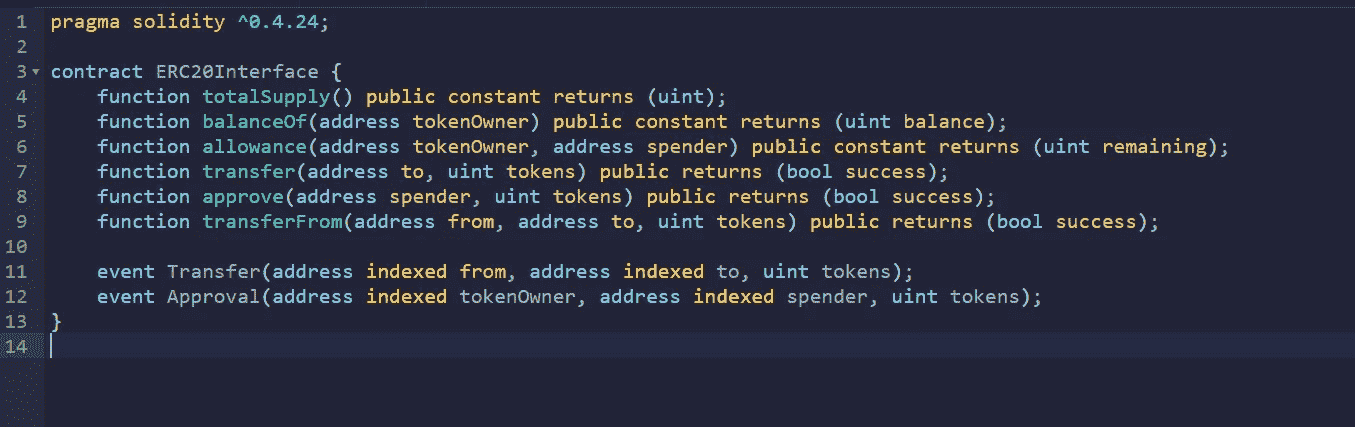 1 pragma solidity ^0.4.24;
2
3 contract ERC20Interface {
4 function totalSupply() public constant returns (uint);
5 function balanceOf(address tokenOwner) public constant returns (uint balance);
6 function allowance(address tokenOwner, address spender) public constant returns (uint remaining);
7 function transfer(address to, uint tokens) public returns (bool success);
8 function approve(address spender, uint tokens) public returns (bool success);
9 function transferFrom(address from, address to, uint tokens) public returns (bool success);
10
11 event Transfer(address indexed from, address indexed to, uint tokens);
12 event Approval(address indexed tokenOwner, address indexed spender, uint tokens);
13 }
14